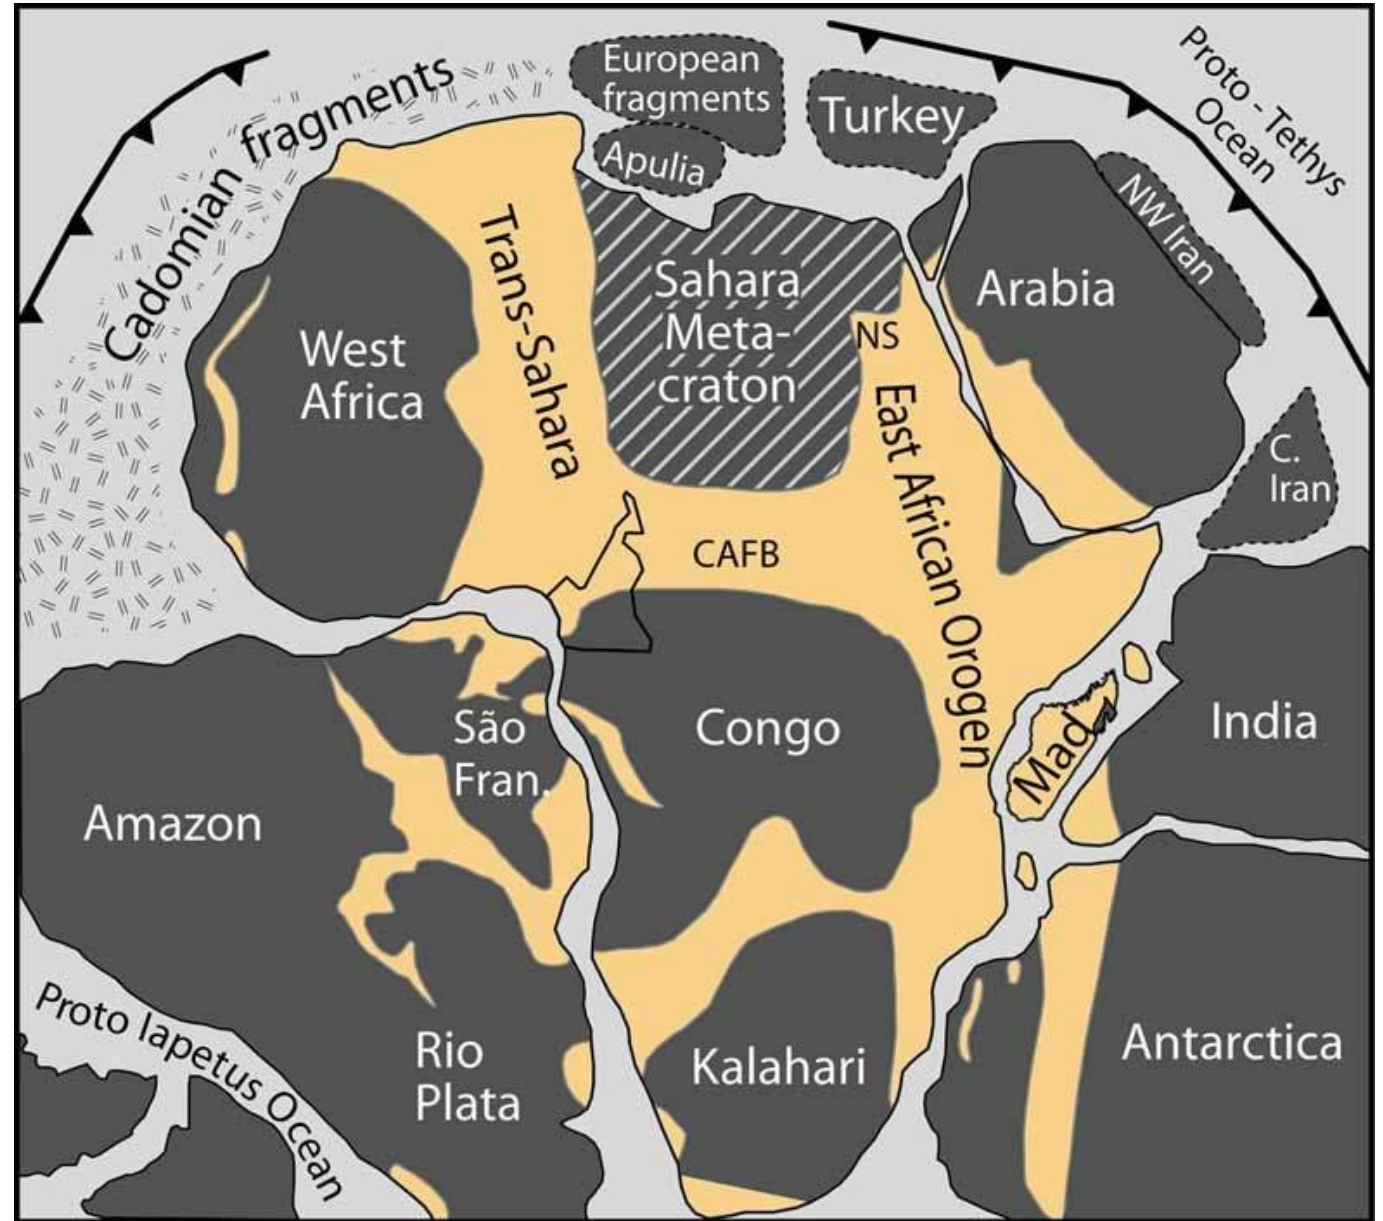 Cadomian
fragments
European
fragments
Apulia
Turkey
Proto - Tethys
Ocean
NW Iran
Arabia
C.
Iran
West
Africa
Trans-Sahara
Sahara
Meta-
craton
NS
East African Orogen
CAFB
Congo
São
Fran.
Amazon
Mad
India
Rio
Plata
Kalahari
Antarctica
Proto Iapetus Ocean